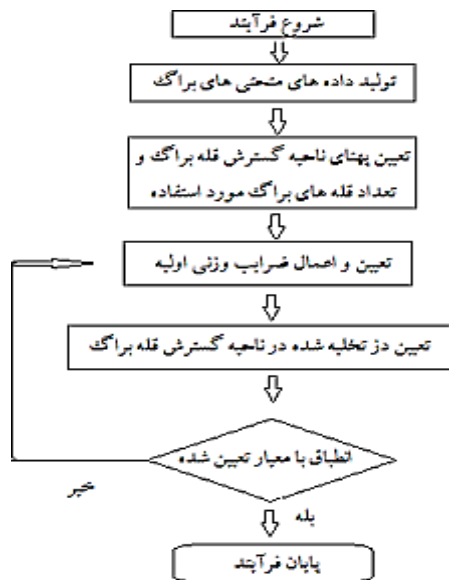 شروع فرآیند
تولید داده های منحنی های براگ
تعیین پهنای ناحیه گسترش قله براگ و
تعداد قله های براگ مورد استفاده
تعیین و اعمال ضرایب وزنی اولیه
تعیین دز تخلیه شده در ناحیه گسترش قله براگ
انطباق با معیار تعیین شده
خیر
بله
پایان فرآیند